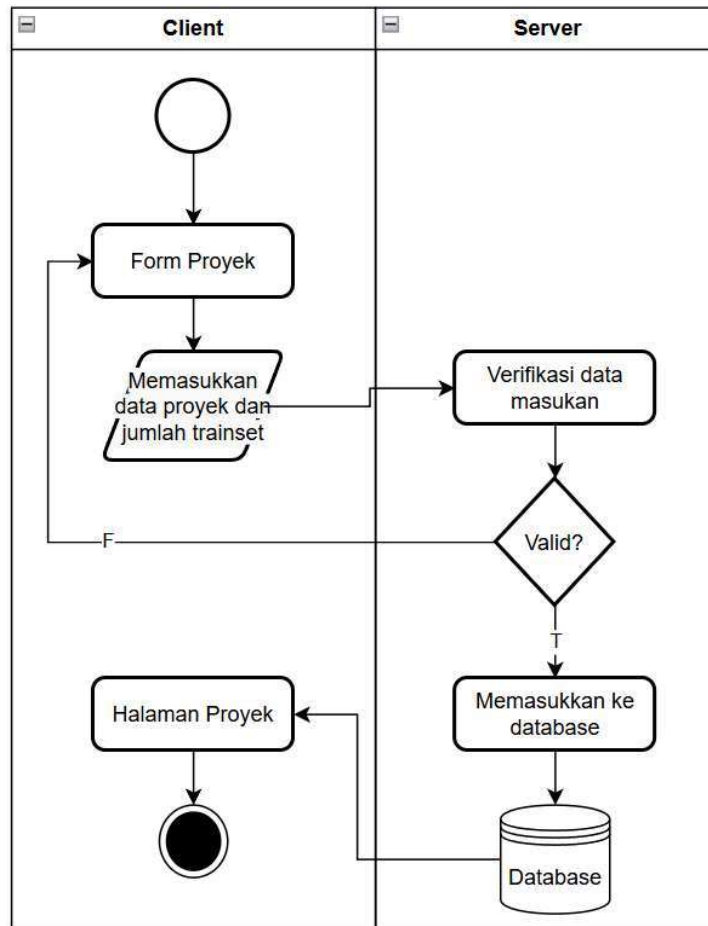 Client
Server
Form Proyek
Memasukkan
data proyek dan
jumlah trainset
Verifikasi data
masukan
Valid?
F
T
Halaman Proyek
Memasukkan ke
database
Database